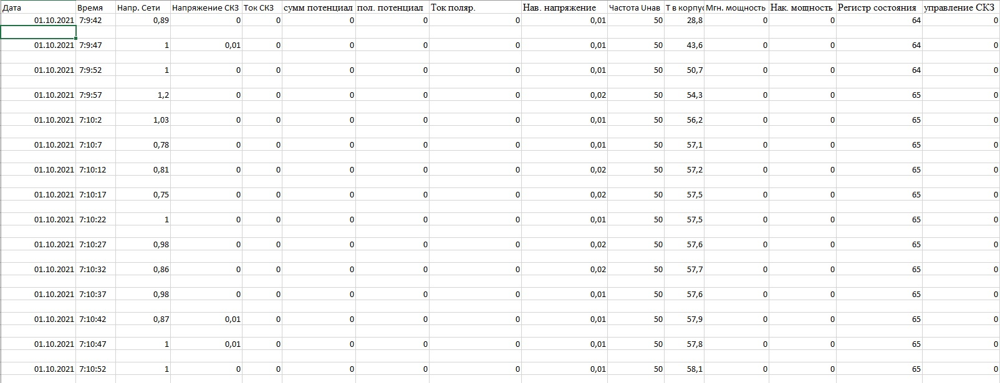 Дата Время Напр. Сети Напряжение СКЗ Ток СКЗ сумм потенциал пол. потенциал Ток поляр. Нав. напряжение Частота Uнав Т в корпус Мгн. мощность Нак. мощность Регистр состояния управление СКЗ
01.10.2021 7:9:42 0,89 0 0 0 0 0 0,01 50 28,8 0 0 64 0
01.10.2021 7:9:47 1 0,01 0 0 0 0 0,01 50 43,6 0 0 64 0
01.10.2021 7:9:52 1 0 0 0 0 0 0,01 50 50,7 0 0 64 0
01.10.2021 7:9:57 1,2 0 0 0 0 0 0,02 50 54,3 0 0 65 0
01.10.2021 7:10:2 1,03 0 0 0 0 0 0,01 50 56,2 0 0 65 0
01.10.2021 7:10:7 0,78 0 0 0 0 0 0,01 50 57,1 0 0 65 0
01.10.2021 7:10:12 0,81 0 0 0 0 0 0,02 50 57,2 0 0 65 0
01.10.2021 7:10:17 0,75 0 0 0 0 0 0,02 50 57,5 0 0 65 0
01.10.2021 7:10:22 1 0 0 0 0 0 0,01 50 57,5 0 0 65 0
01.10.2021 7:10:27 0,98 0 0 0 0 0 0,02 50 57,6 0 0 65 0
01.10.2021 7:10:32 0,86 0 0 0 0 0 0,02 50 57,7 0 0 65 0
01.10.2021 7:10:37 0,98 0 0 0 0 0 0,01 50 57,6 0 0 65 0
01.10.2021 7:10:42 0,87 0,01 0 0 0 0 0,01 50 57,9 0 0 65 0
01.10.2021 7:10:47 1 0,01 0 0 0 0 0,01 50 57,8 0 0 65 0
01.10.2021 7:10:52 1 0 0 0 0 0 0,01 50 58,1 0 0 65 0